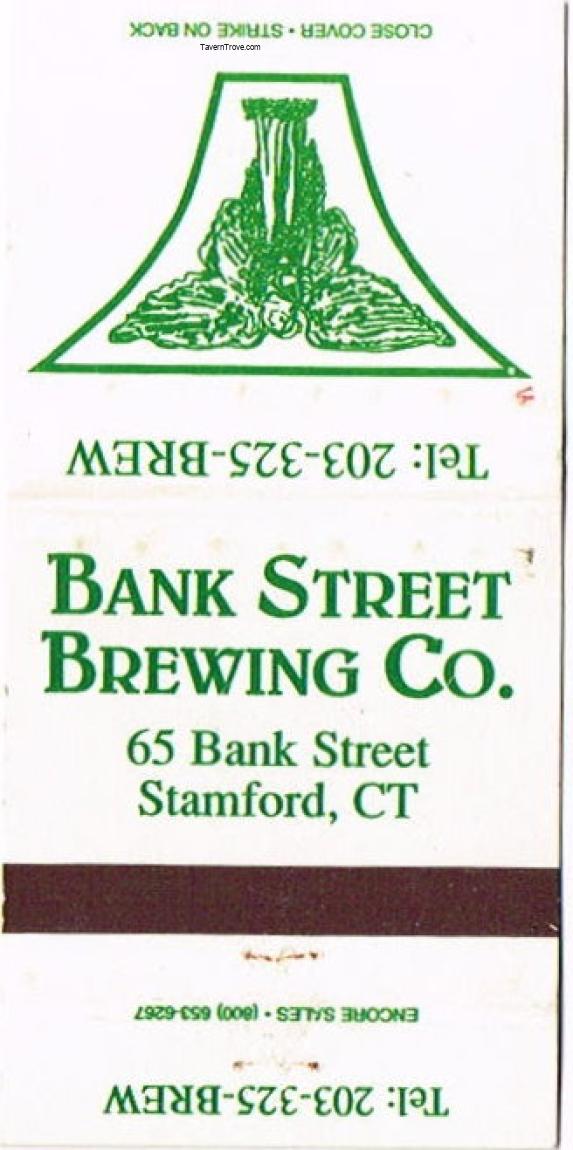 CLOSE COVER • STRIKE ON BACK
TavernTrove.com
Tel: 203-325-BREW
BANK STREET
BREWING CO.
65 Bank Street
Stamford, CT
ENCORE SALES • (800) 653-6267
Tel: 203-325-BREW